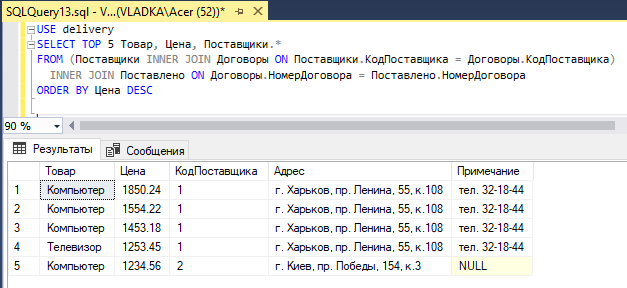 SQLQuery13.sql - V...(VLADKA\Acer (52))*
USE delivery
SELECT TOP 5 Товар, Цена, Поставщики.*
FROM (Поставщики INNER JOIN Договоры ON Поставщики.КодПоставщика = Договоры.КодПоставщика)
INNER JOIN Поставлено ON Договоры.НомерДоговора = Поставлено.НомерДоговора
ORDER BY Цена DESC
90 %
Результаты Сообщения
Товар Цена КодПоставщика Адрес Примечание
1 Компьютер 1850.24 1 г. Харьков, пр. Ленина, 55, к.108 тел. 32-18-44
2 Компьютер 1554.22 1 г. Харьков, пр. Ленина, 55, к.108 тел. 32-18-44
3 Компьютер 1453.18 1 г. Харьков, пр. Ленина, 55, к.108 тел. 32-18-44
4 Телевизор 1253.45 1 г. Харьков, пр. Ленина, 55, к.108 тел. 32-18-44
5 Компьютер 1234.56 2 г. Киев, пр. Победы, 154, к.3 NULL